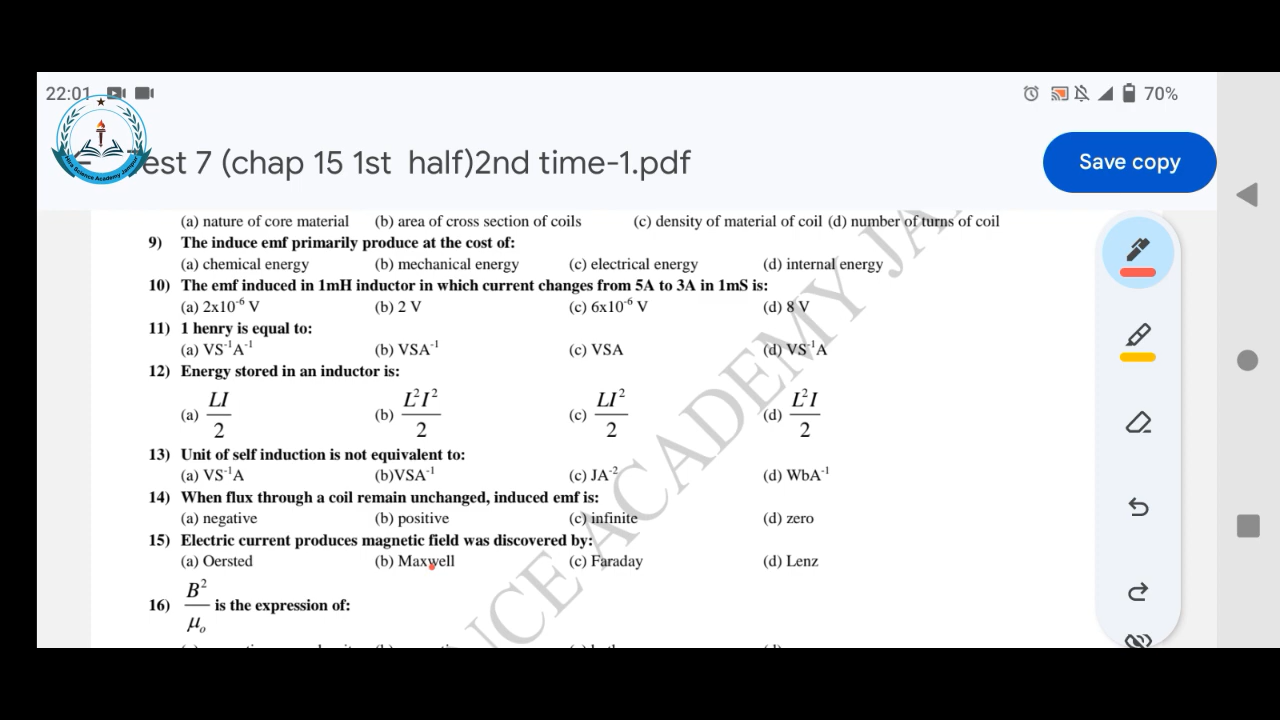 22:01
70%
Test 7 (chap 15 1st half)2nd time-1.pdf
Save copy
(a) nature of core material (b) area of cross section of coils (c) density of material of coil (d) number of turns of coil
9) The induce emf primarily produce at the cost of:
(a) chemical energy (b) mechanical energy (c) electrical energy (d) internal energy
10) The emf induced in 1mH inductor in which current changes from 5A to 3A in 1mS is:
(a) 2x10⁻⁶ V (b) 2 V (c) 6x10⁻⁶ V (d) 8 V
11) 1 henry is equal to:
(a) VS⁻¹A⁻¹ (b) VSA⁻¹ (c) VSA (d) VS⁻¹A
12) Energy stored in an inductor is:
(a) LI/2 (b) L²I²/2 (c) LI²/2 (d) L²I/2
13) Unit of self induction is not equivalent to:
(a) VS⁻¹A (b)VSA⁻¹ (c) JA⁻² (d) WbA⁻¹
14) When flux through a coil remain unchanged, induced emf is:
(a) negative (b) positive (c) infinite (d) zero
15) Electric current produces magnetic field was discovered by:
(a) Oersted (b) Maxwell (c) Faraday (d) Lenz
16) B²/μₒ is the expression of: